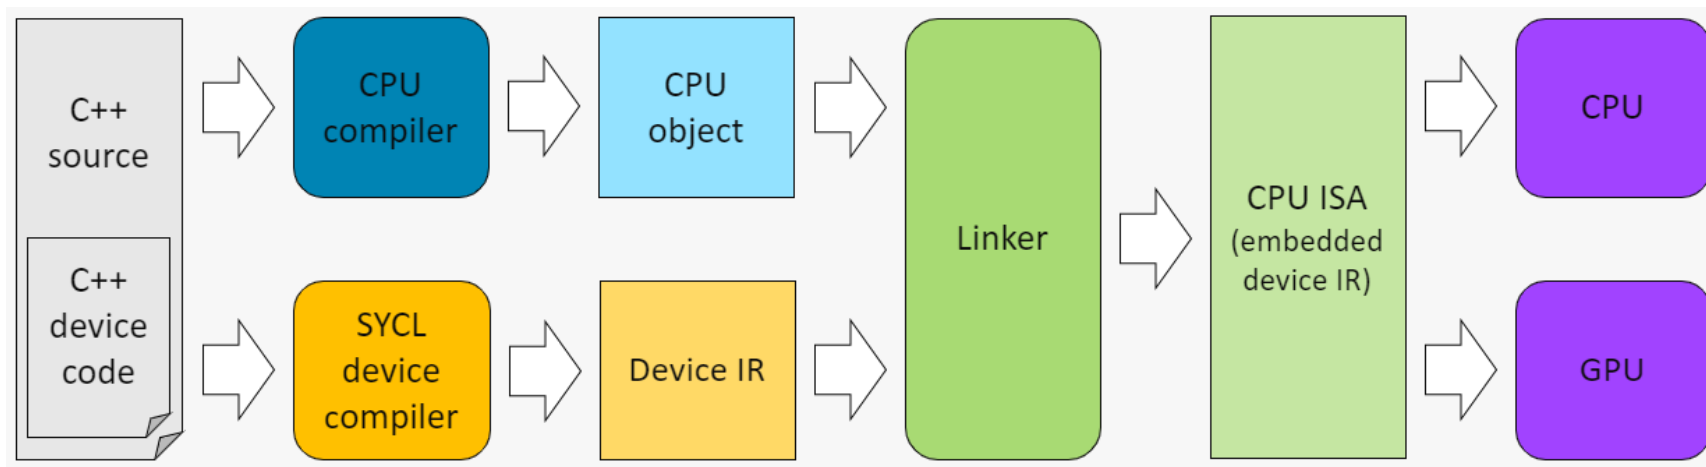 C++
source
C++
device
code
CPU
compiler
SYCL
device
compiler
CPU
object
Device IR
Linker
CPU ISA
(embedded
device IR)
CPU
GPU